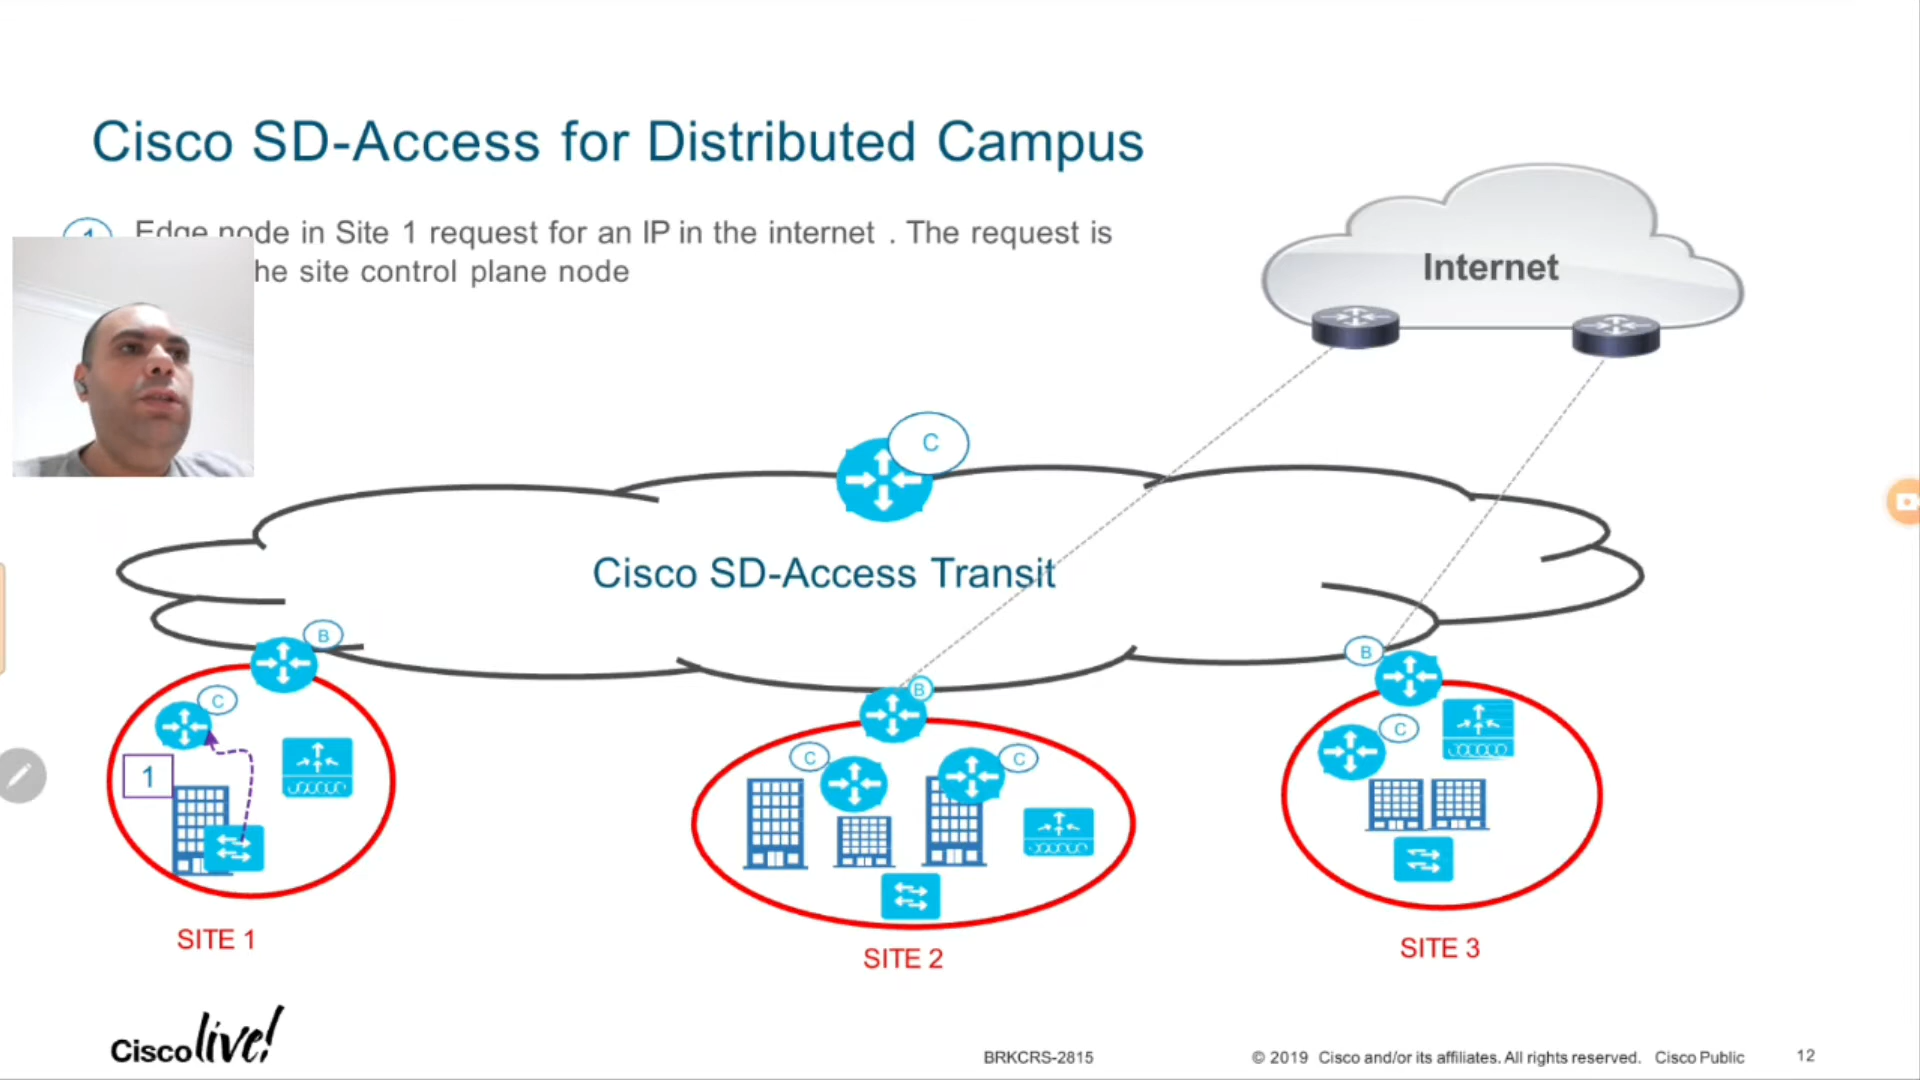 Cisco SD-Access for Distributed Campus
Edge node in Site 1 request for an IP in the internet . The request is
he site control plane node
Internet
C
Cisco SD-Access Transit
B
B
B
C
1
C
C
C
SITE 1
SITE 2
SITE 3
Cisco live!
BRKCRS-2815
© 2019 Cisco and/or its affiliates. All rights reserved. Cisco Public
12